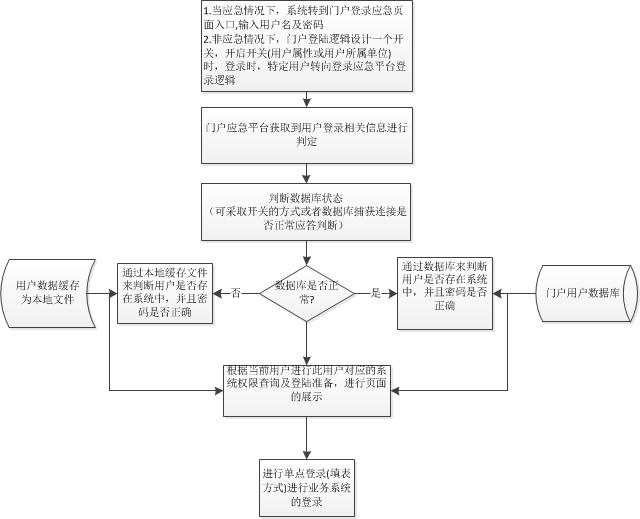 1.当应急情况下，系统转到门户登录应急页
面入口,输入用户名及密码
2.非应急情况下，门户登陆逻辑设计一个开
关，开启开关(用户属性或用户所属单位)
时，登录时，特定用户转向登录应急平台登
录逻辑
门户应急平台获取到用户登录相关信息进行
判定
判断数据库状态
（可采取开关的方式或者数据库捕获连接是
否正常应答判断）
用户数据缓存
为本地文件
通过本地缓存文件
来判断用户是否存
在系统中，并且密
码是否正确
否
数据库是否正
常?
是
通过数据库来判断
用户是否存在系统
中，并且密码是否
正确
门户用户数据库
根据当前用户进行此用户对应的系
统权限查询及登陆准备，进行页面
的展示
进行单点登录(填表
方式)进行业务系统
的登录